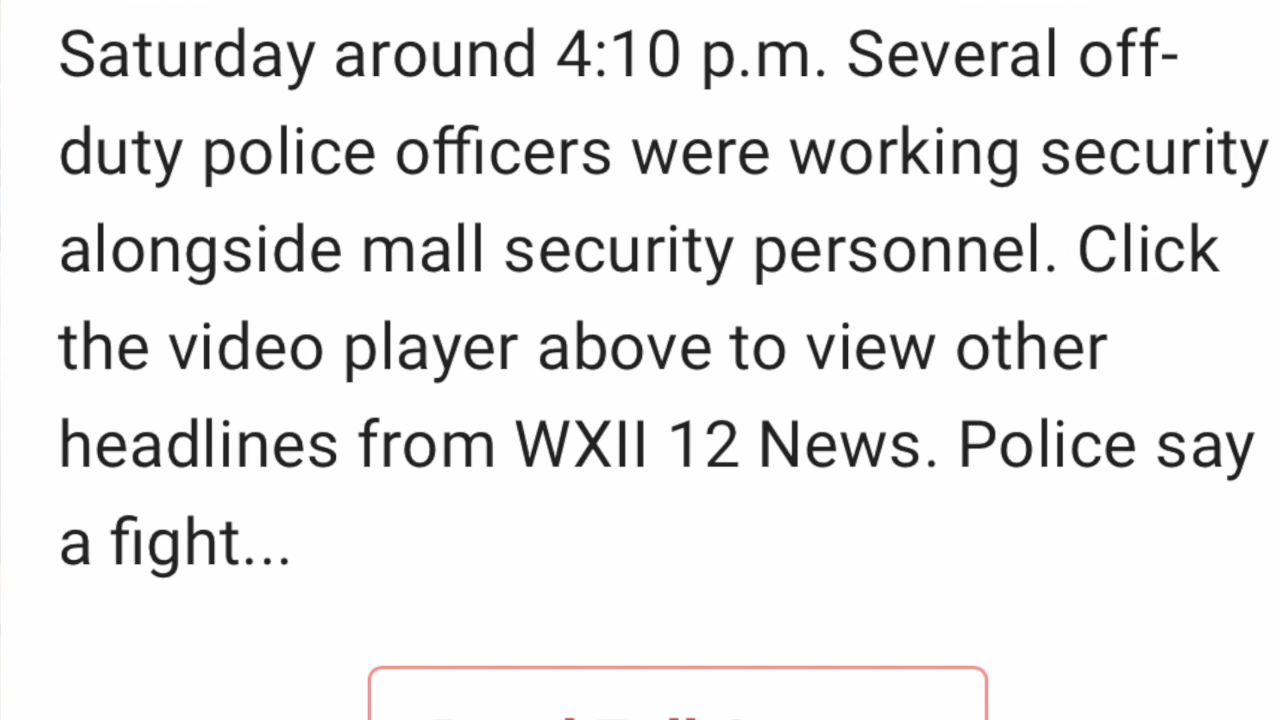 Saturday around 4:10 p.m. Several off-
duty police officers were working security
alongside mall security personnel. Click
the video player above to view other
headlines from WXII 12 News. Police say
a fight...